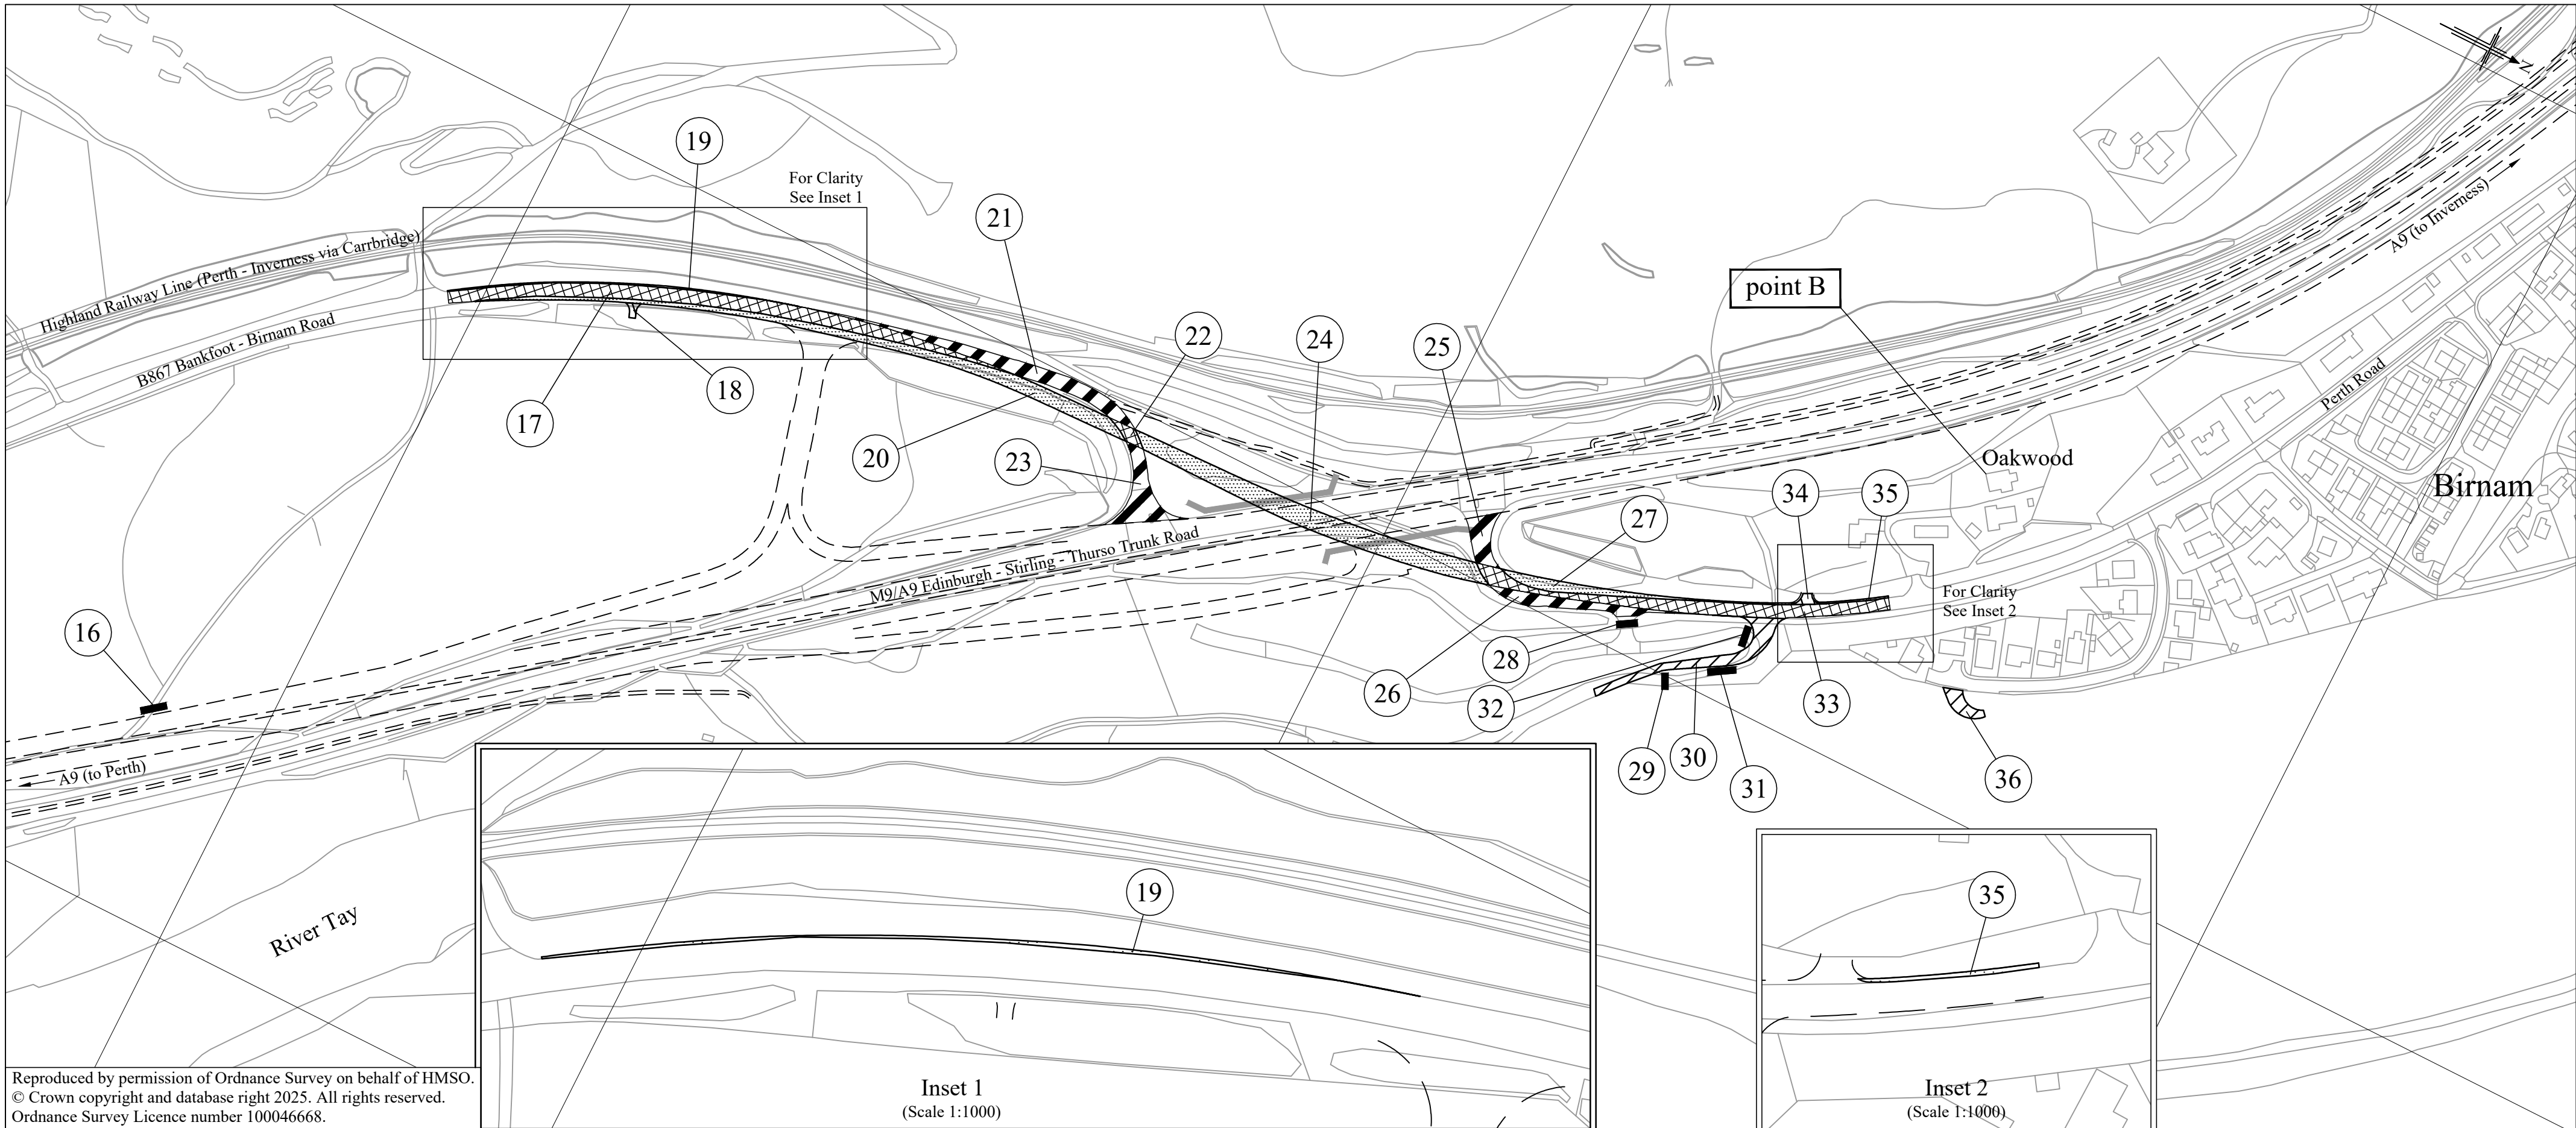 N
19
For Clarity
See Inset 1
21
Highland Railway Line (Perth - Inverness via Carrbridge)
B867 Bankfoot - Birnam Road
A9 (to Inverness)
point B
22
24
25
18
17
20
23
Perth Road
Oakwood
Birnam
34
35
27
M9/A9 Edinburgh - Stirling - Thurso Trunk Road
For Clarity
See Inset 2
16
28
26
32
33
29
30
31
36
A9 (to Perth)
River Tay
19
Inset 1
(Scale 1:1000)
35
Inset 2
(Scale 1:1000)
Reproduced by permission of Ordnance Survey on behalf of HMSO.
© Crown copyright and database right 2025. All rights reserved.
Ordnance Survey Licence number 100046668.